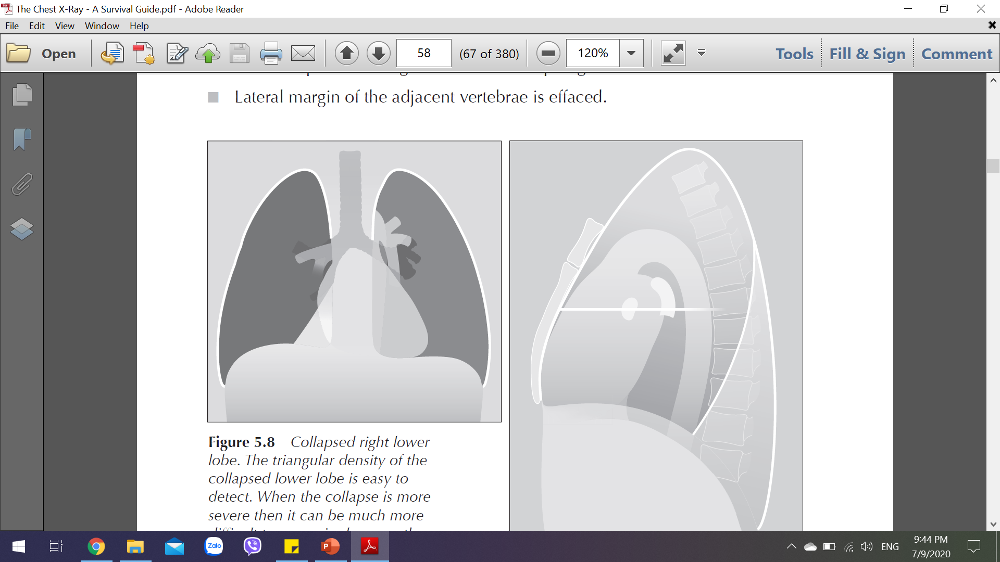 The Chest X-Ray - A Survival Guide.pdf - Adobe Reader
File Edit View Window Help
Open 58 (67 of 380) 120% Tools Fill & Sign Comment
Lateral margin of the adjacent vertebrae is effaced.
Figure 5.8 Collapsed right lower
lobe. The triangular density of the
collapsed lower lobe is easy to
detect. When the collapse is more
severe then it can be much more
Zalo
ENG
9:44 PM
7/9/2020